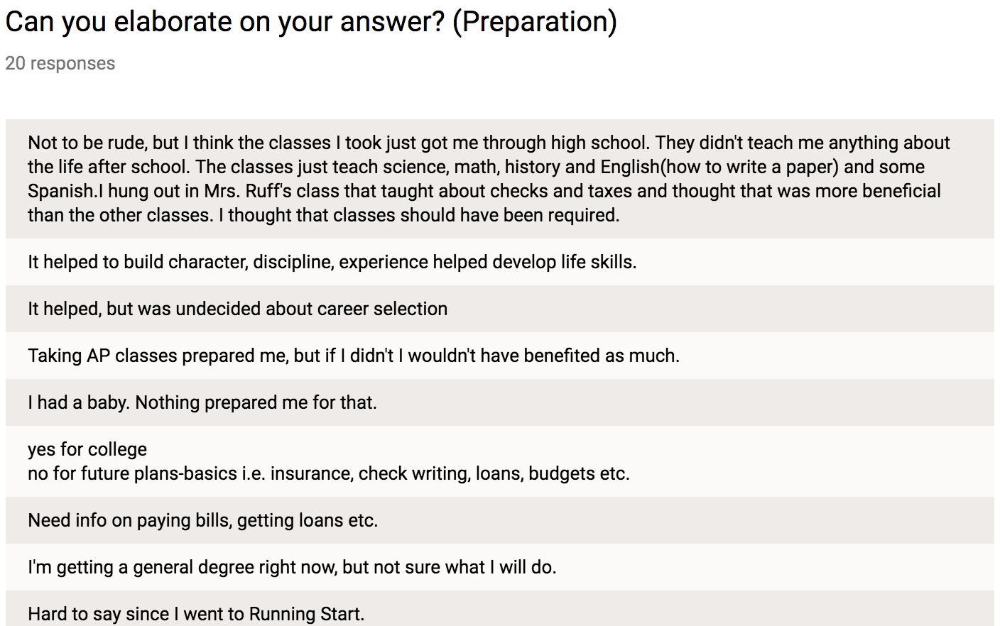 Can you elaborate on your answer? (Preparation)
20 responses
Not to be rude, but I think the classes I took just got me through high school. They didn't teach me anything about
the life after school. The classes just teach science, math, history and English(how to write a paper) and some
Spanish.I hung out in Mrs. Ruff's class that taught about checks and taxes and thought that was more beneficial
than the other classes. I thought that classes should have been required.
It helped to build character, discipline, experience helped develop life skills.
It helped, but was undecided about career selection
Taking AP classes prepared me, but if I didn't I wouldn't have benefited as much.
I had a baby. Nothing prepared me for that.
yes for college
no for future plans-basics i.e. insurance, check writing, loans, budgets etc.
Need info on paying bills, getting loans etc.
I'm getting a general degree right now, but not sure what I will do.
Hard to say since I went to Running Start.